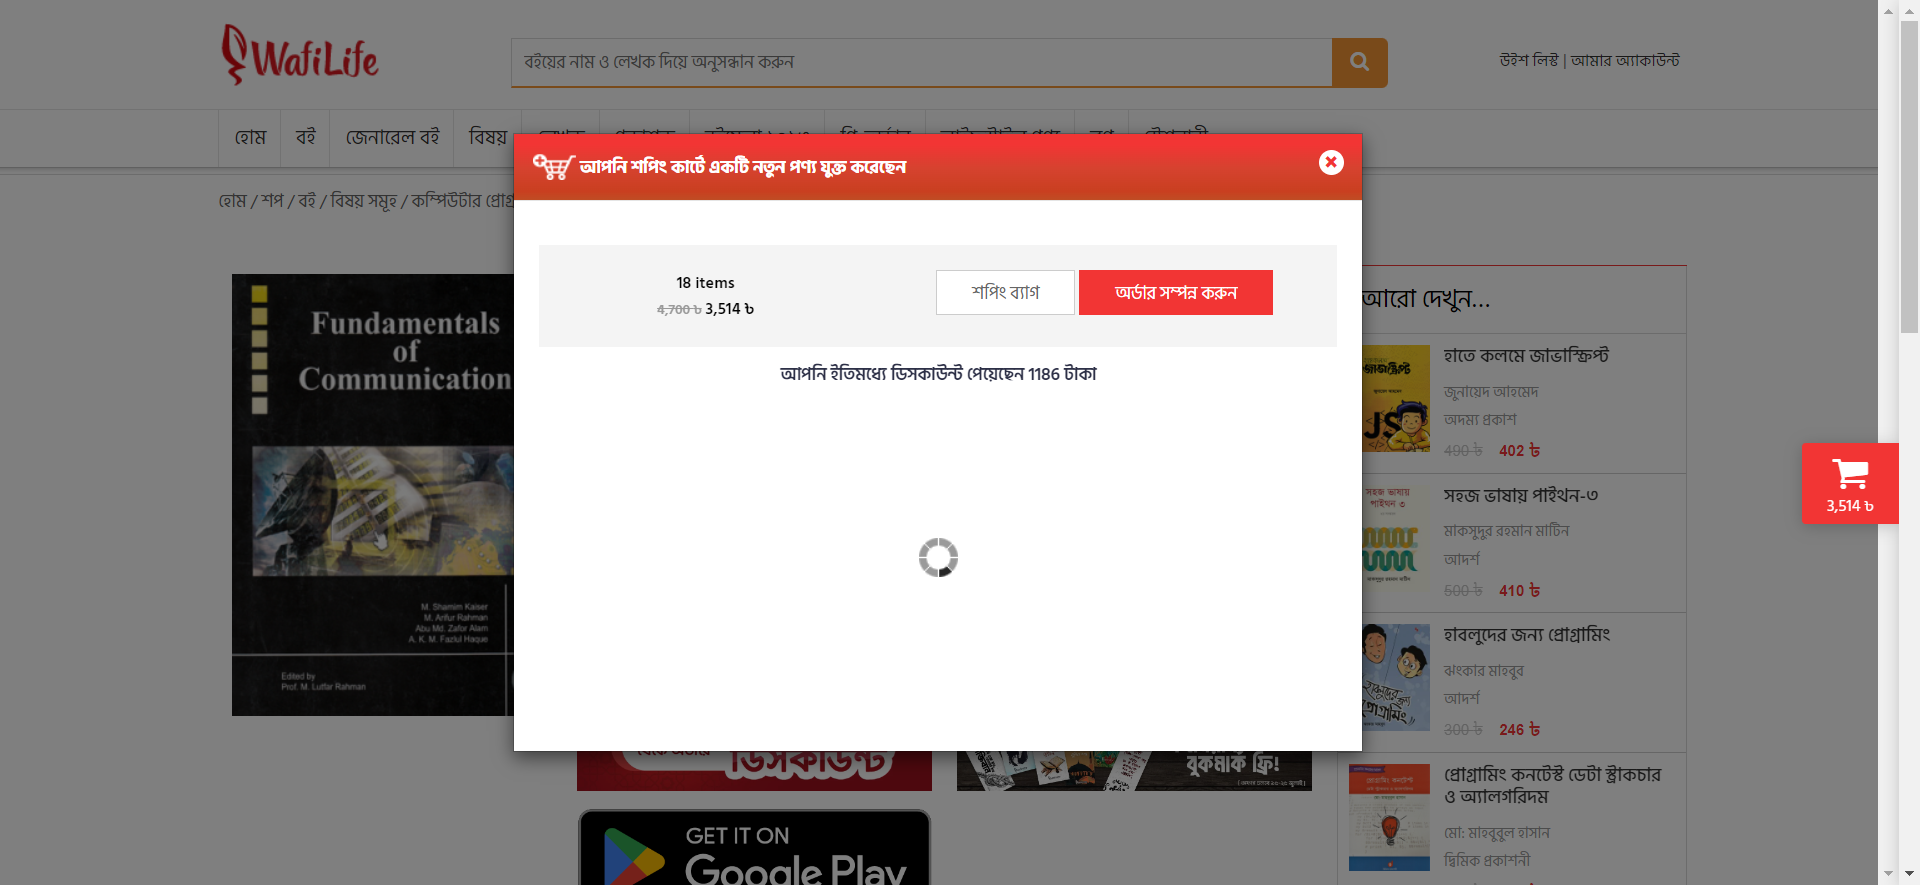 WafiLife
বইয়ের নাম ও লেখক দিয়ে অনুসন্ধান করুন
উইশ লিস্ট | আমার অ্যাকাউন্ট
হোম
বই
জেনারেল বই
বিষয়
হোম / শপ / বই / বিষয় সমূহ / কম্পিউটার
আপনি শপিং কার্টে একটি নতুন পণ্য যুক্ত করেছেন
18 items
4,700 ৳ 3,514 ৳
শপিং ব্যাগ
অর্ডার সম্পন্ন করুন
আপনি ইতিমধ্যে ডিসকাউন্ট পেয়েছেন 1186 টাকা
Fundamentals
of
Communication
M. Shamim Kaiser
M. Arifur Rahman
Abu Md. Zafor Alam
A. K. M. Fazlul Haque
Edited by
Prof. M. Lutfar Rahman
ডিসকাউন্ট
বুকমার্ক ফ্রি!
GET IT ON
Google Play
আরো দেখুন...
JS
হাতে কলমে জাভাস্ক্রিপ্ট
জুনায়েদ আহমেদ
অদম্য প্রকাশ
490 ৳ 402 ৳
সহজ ভাষায়
পাইথন ৩
সহজ ভাষায় পাইথন-৩
মাকসুদুর রহমান মাটিন
আদর্শ
500 ৳ 410 ৳
হাবলুদের জন্য প্রোগ্রামিং
ঝংকার মাহবুব
আদর্শ
300 ৳ 246 ৳
প্রোগ্রামিং কনটেস্ট ডেটা স্ট্রাকচার
ও অ্যালগরিদম
মো: মাহবুবুল হাসান
দ্বিমিক প্রকাশনী
3,514 ৳